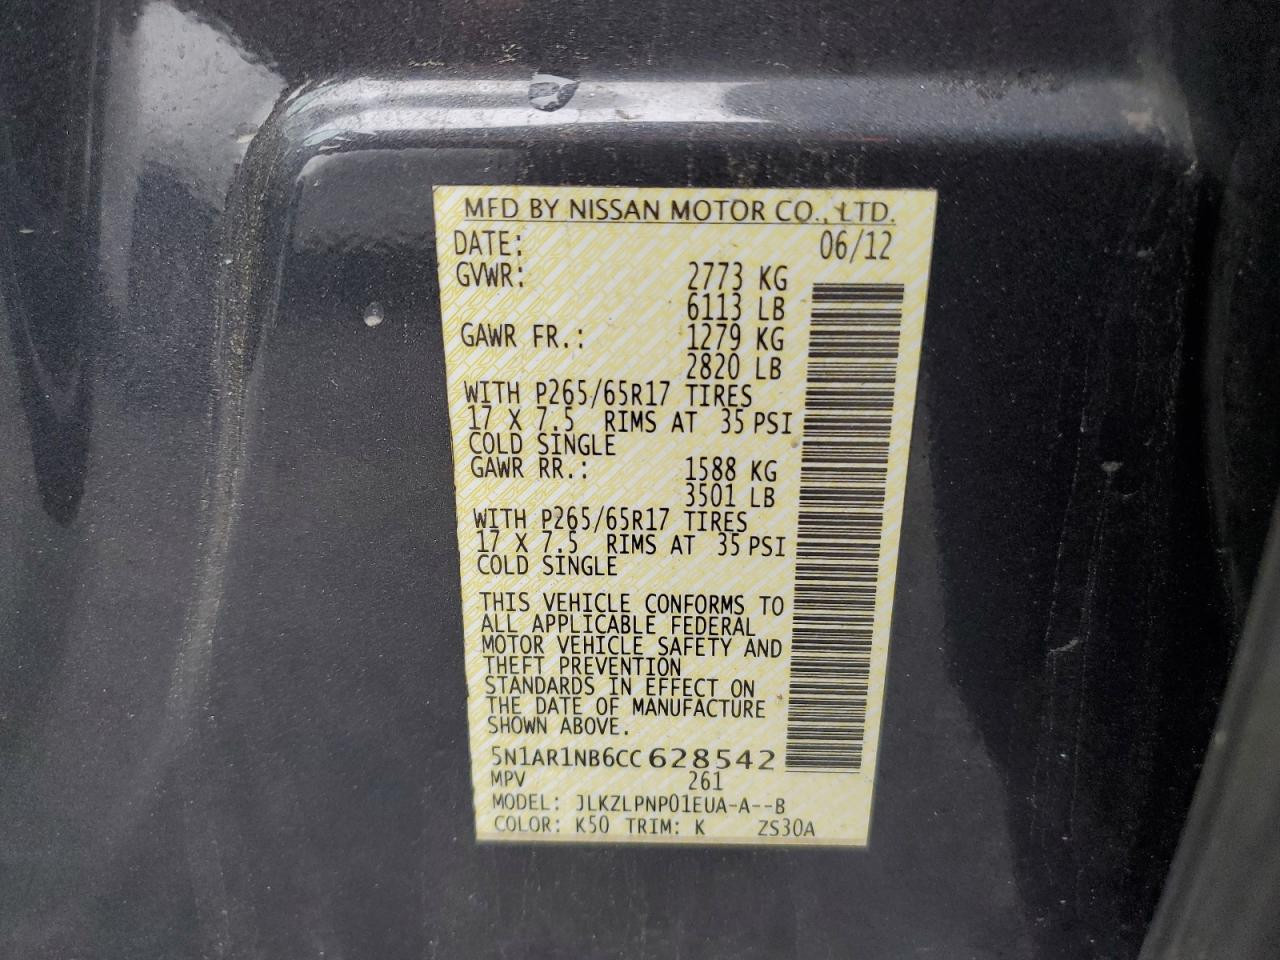 MFD BY NISSAN MOTOR CO., LTD.
DATE: 06/12
GVWR: 2773 KG
6113 LB
GAWR FR.: 1279 KG
2820 LB
WITH P265/65R17 TIRES
17 X 7.5 RIMS AT 35 PSI
COLD SINGLE
GAWR RR.: 1588 KG
3501 LB
WITH P265/65R17 TIRES
17 X 7.5 RIMS AT 35 PSI
COLD SINGLE
THIS VEHICLE CONFORMS TO
ALL APPLICABLE FEDERAL
MOTOR VEHICLE SAFETY AND
THEFT PREVENTION
STANDARDS IN EFFECT ON
THE DATE OF MANUFACTURE
SHOWN ABOVE.
5N1AR1NB6CC628542
MPV 261
MODEL: JLKZLPNP01EUA-A--B
COLOR: K50 TRIM: K ZS30A